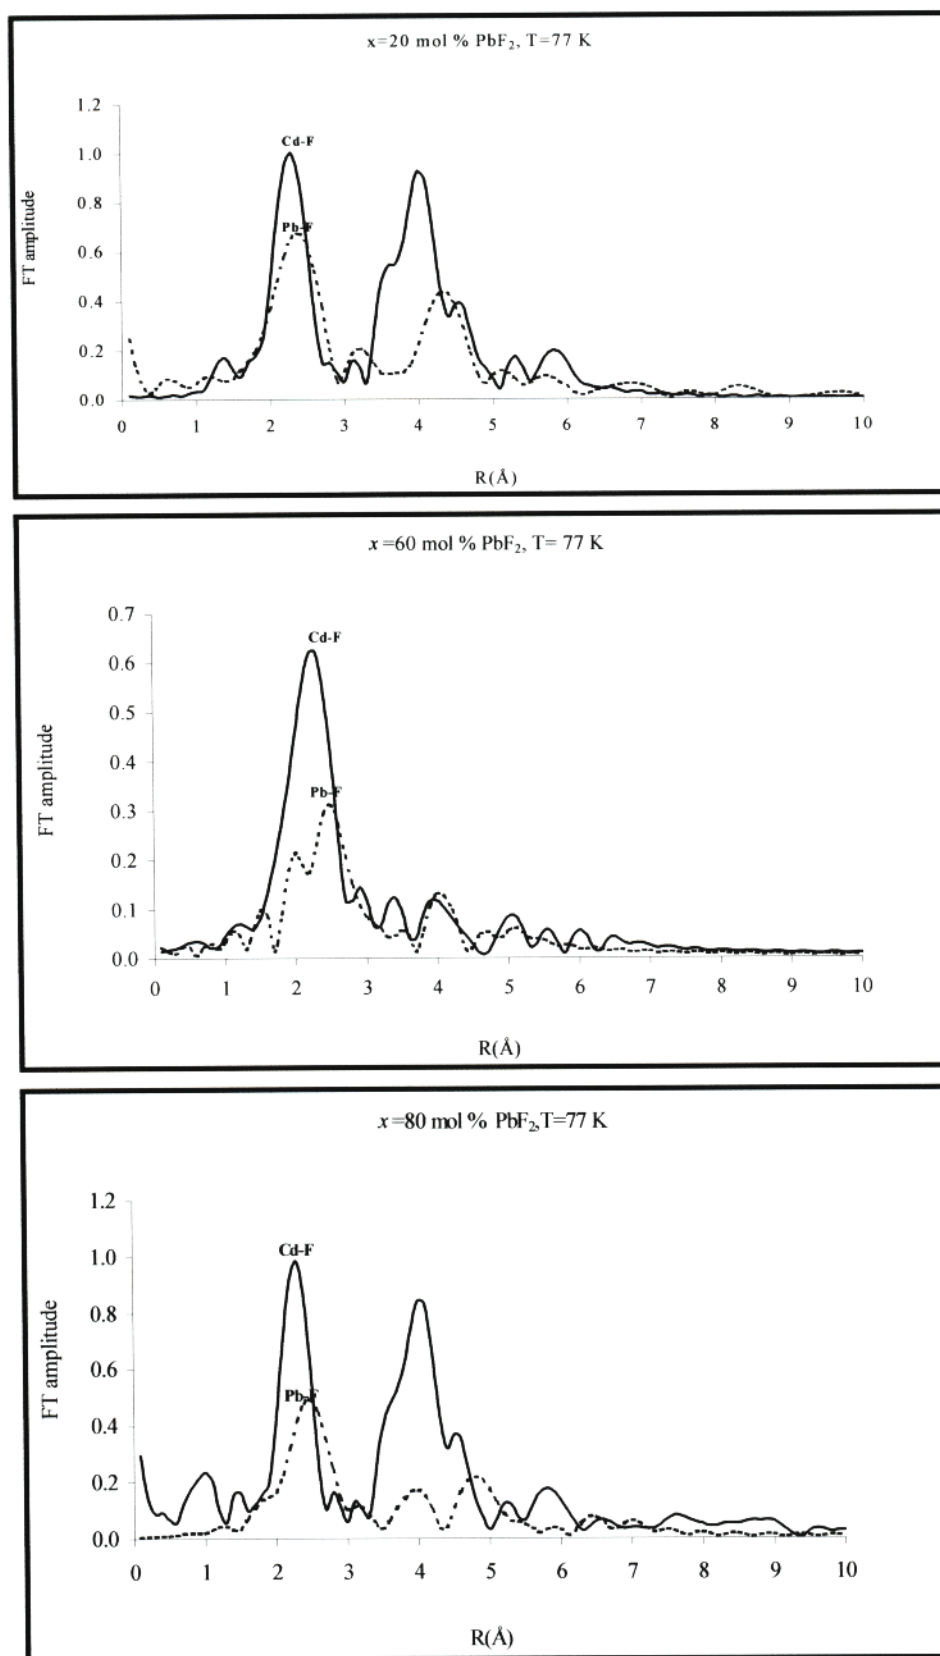 x=20 mol % PbF₂, T=77 K
1.2
Cd-F
1.0
0.8
Pb-F
FT amplitude
0.6
0.4
0.2
0.0
0 1 2 3 4 5 6 7 8 9 10
R(Å)
x =60 mol % PbF₂, T= 77 K
0.7
Cd-F
0.6
0.5
FT amplitude
0.4
Pb-F
0.3
0.2
0.1
0.0
0 1 2 3 4 5 6 7 8 9 10
R(Å)
x =80 mol % PbF₂,T=77 K
1.2
Cd-F
1.0
0.8
FT amplitude
0.6
Pb-F
0.4
0.2
0.0
0 1 2 3 4 5 6 7 8 9 10
R(Å)